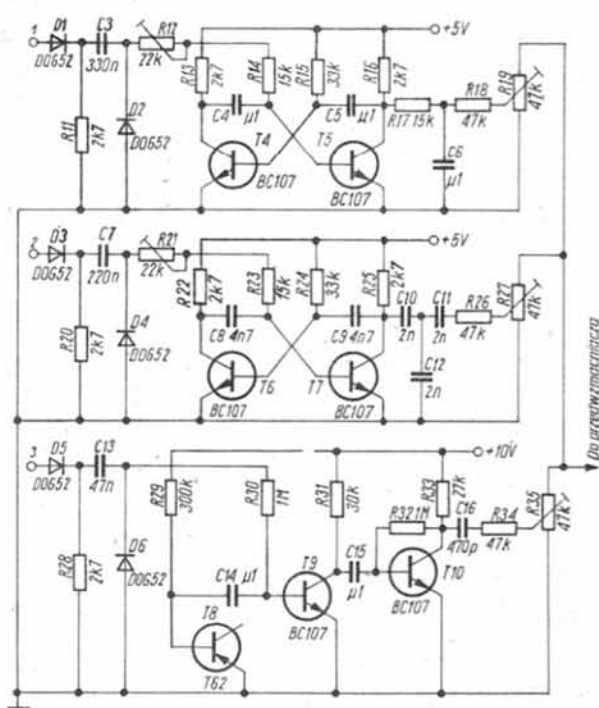 1
D1
DOG52
C3
330n
R12
22k
R11
2k7
D2
DOG52
R13
2k7
R14
15k
R15
33k
R16
2k7
+5V
C4
μ1
C5
μ1
T4
BC107
T5
BC107
R17 15k
C6
μ1
R18
47k
R19
47k
2
D3
DOG52
C7
220n
R21
22k
R20
2k7
D4
DOG52
R22
2k7
R23
15k
R24
33k
R25
2k7
+5V
C8 4n7
C9 4n7
T6
BC107
T7
BC107
C10
2n
C11
2n
C12
2n
R26
47k
R27
47k
Do przedwzmacniacza
3
D5
DOG52
C13
47n
R28
2k7
D6
DOG52
R29
300k
R30
1M
R31
30k
R33
27k
+10V
C14 μ1
T8
TG2
T9
BC107
C15
μ1
R32 1M
T10
BC107
C16
470p
R34
47k
R35
47k